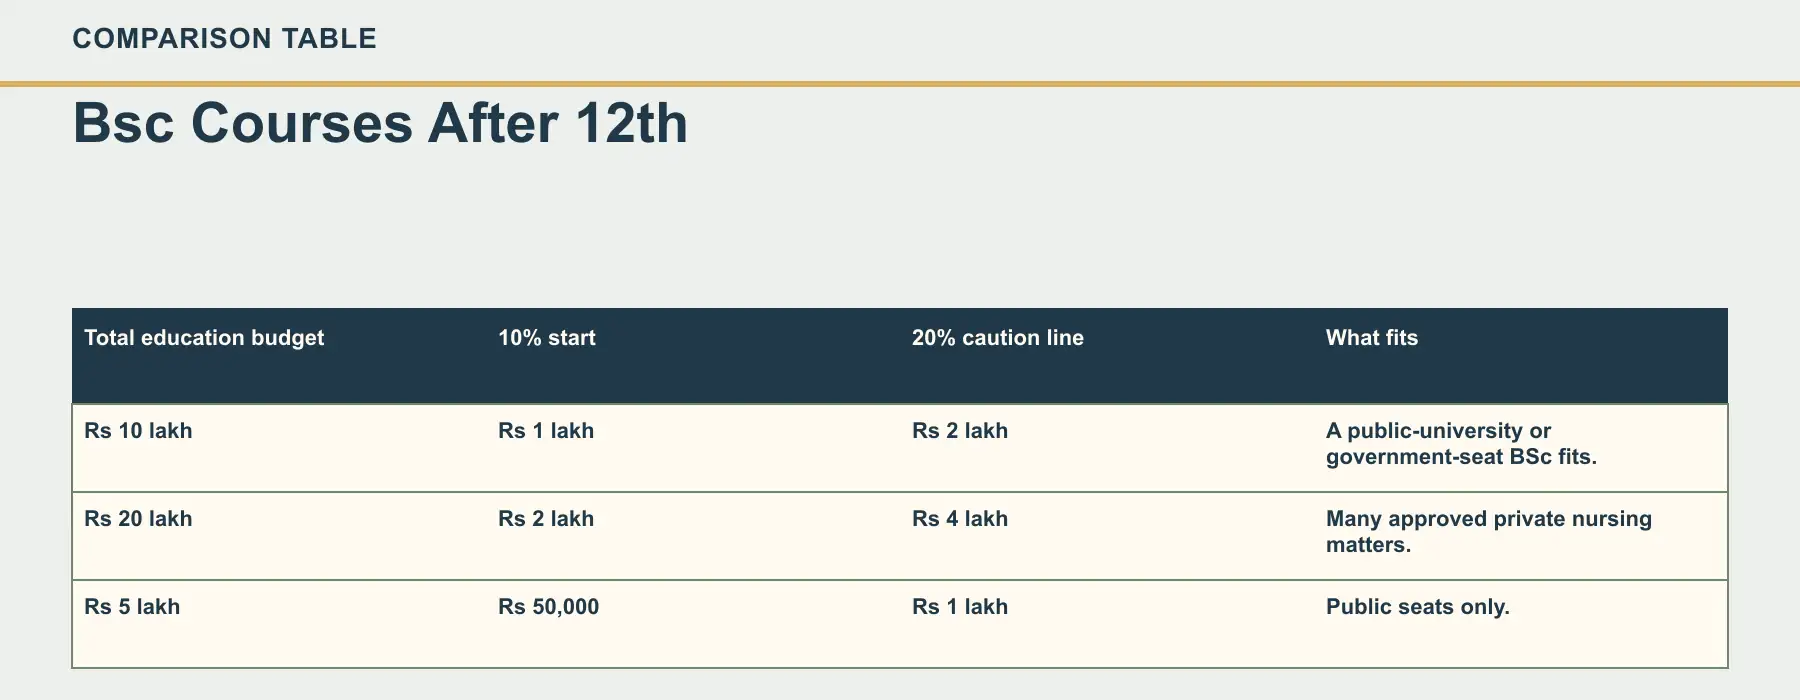 COMPARISON TABLE
Bsc Courses After 12th
Total education budget 10% start 20% caution line What fits
Rs 10 lakh Rs 1 lakh Rs 2 lakh A public-university or
government-seat BSc fits.
Rs 20 lakh Rs 2 lakh Rs 4 lakh Many approved private nursing
matters.
Rs 5 lakh Rs 50,000 Rs 1 lakh Public seats only.